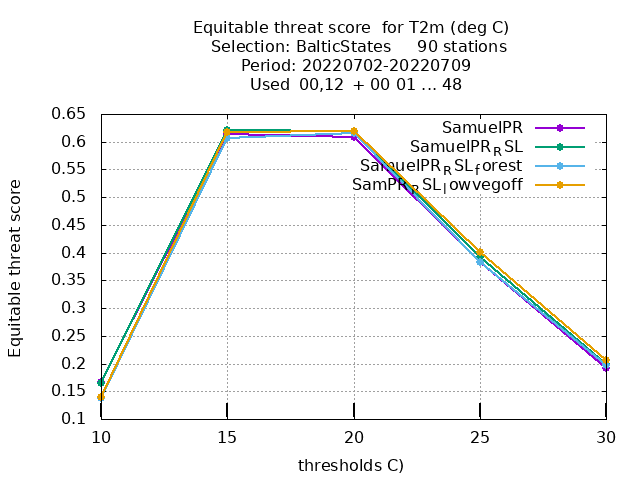 Equitable threat score for T2m (deg C)
Selection: BalticStates 90 stations
Period: 20220702-20220709
Used 00,12 + 00 01 ... 48
Equitable threat score
0.65
0.6
0.55
0.5
0.45
0.4
0.35
0.3
0.25
0.2
0.15
0.1
SamuelPR
SamuelPR_RSL
SamuelPR_RSL_forest
SamPR_RSL_lowvegoff
10 15 20 25 30
thresholds C)